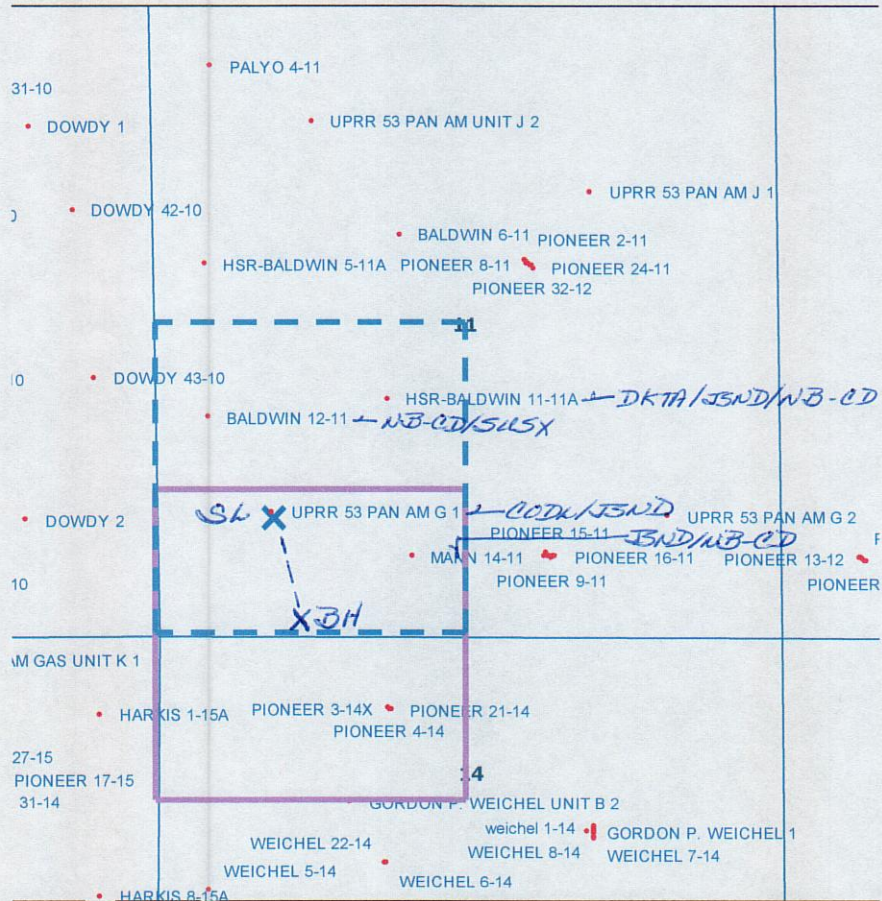 PALYO 4-11
31-10
DOWDY 1
UPRR 53 PAN AM UNIT J 2
UPRR 53 PAN AM J 1
DOWDY 42-10
BALDWIN 6-11 PIONEER 2-11
HSR-BALDWIN 5-11A PIONEER 8-11 PIONEER 24-11
PIONEER 32-12
11
10
DOWDY 43-10
HSR-BALDWIN 11-11A DKTA/JSND/NB-CD
BALDWIN 12-11 NB-CD/SUSX
SL UPRR 53 PAN AM G 1 CODL/JSND UPRR 53 PAN AM G 2
DOWDY 2
PIONEER 15-11 JSND/NB-CD
MANN 14-11 PIONEER 16-11 PIONEER 13-12
10
PIONEER 9-11 PIONEER
BH
AM GAS UNIT K 1
HARKIS 1-15A PIONEER 3-14X PIONEER 21-14
PIONEER 4-14
27-15
14
PIONEER 17-15
31-14
GORDON P. WEICHEL UNIT B 2
weichel 1-14 GORDON P. WEICHEL 1
WEICHEL 22-14 WEICHEL 8-14 WEICHEL 7-14
WEICHEL 5-14 WEICHEL 6-14
HARKIS 8-15A